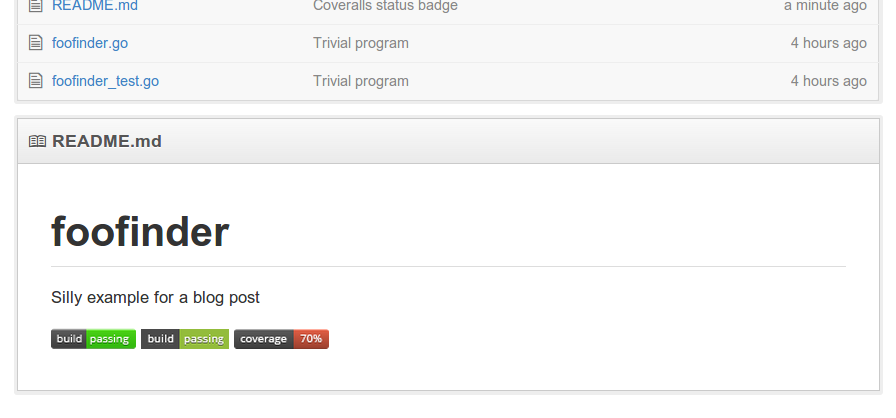 README.md Coveralls status badge a minute ago
foofinder.go Trivial program 4 hours ago
foofinder_test.go Trivial program 4 hours ago
README.md
foofinder
Silly example for a blog post
build passing build passing coverage 70%